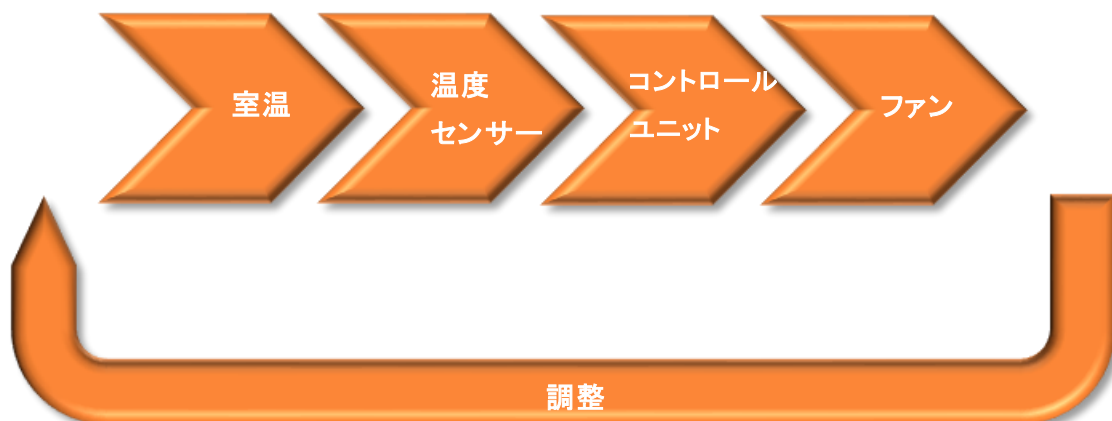 室温
温度
センサー
コントロール
ユニット
ファン
調整